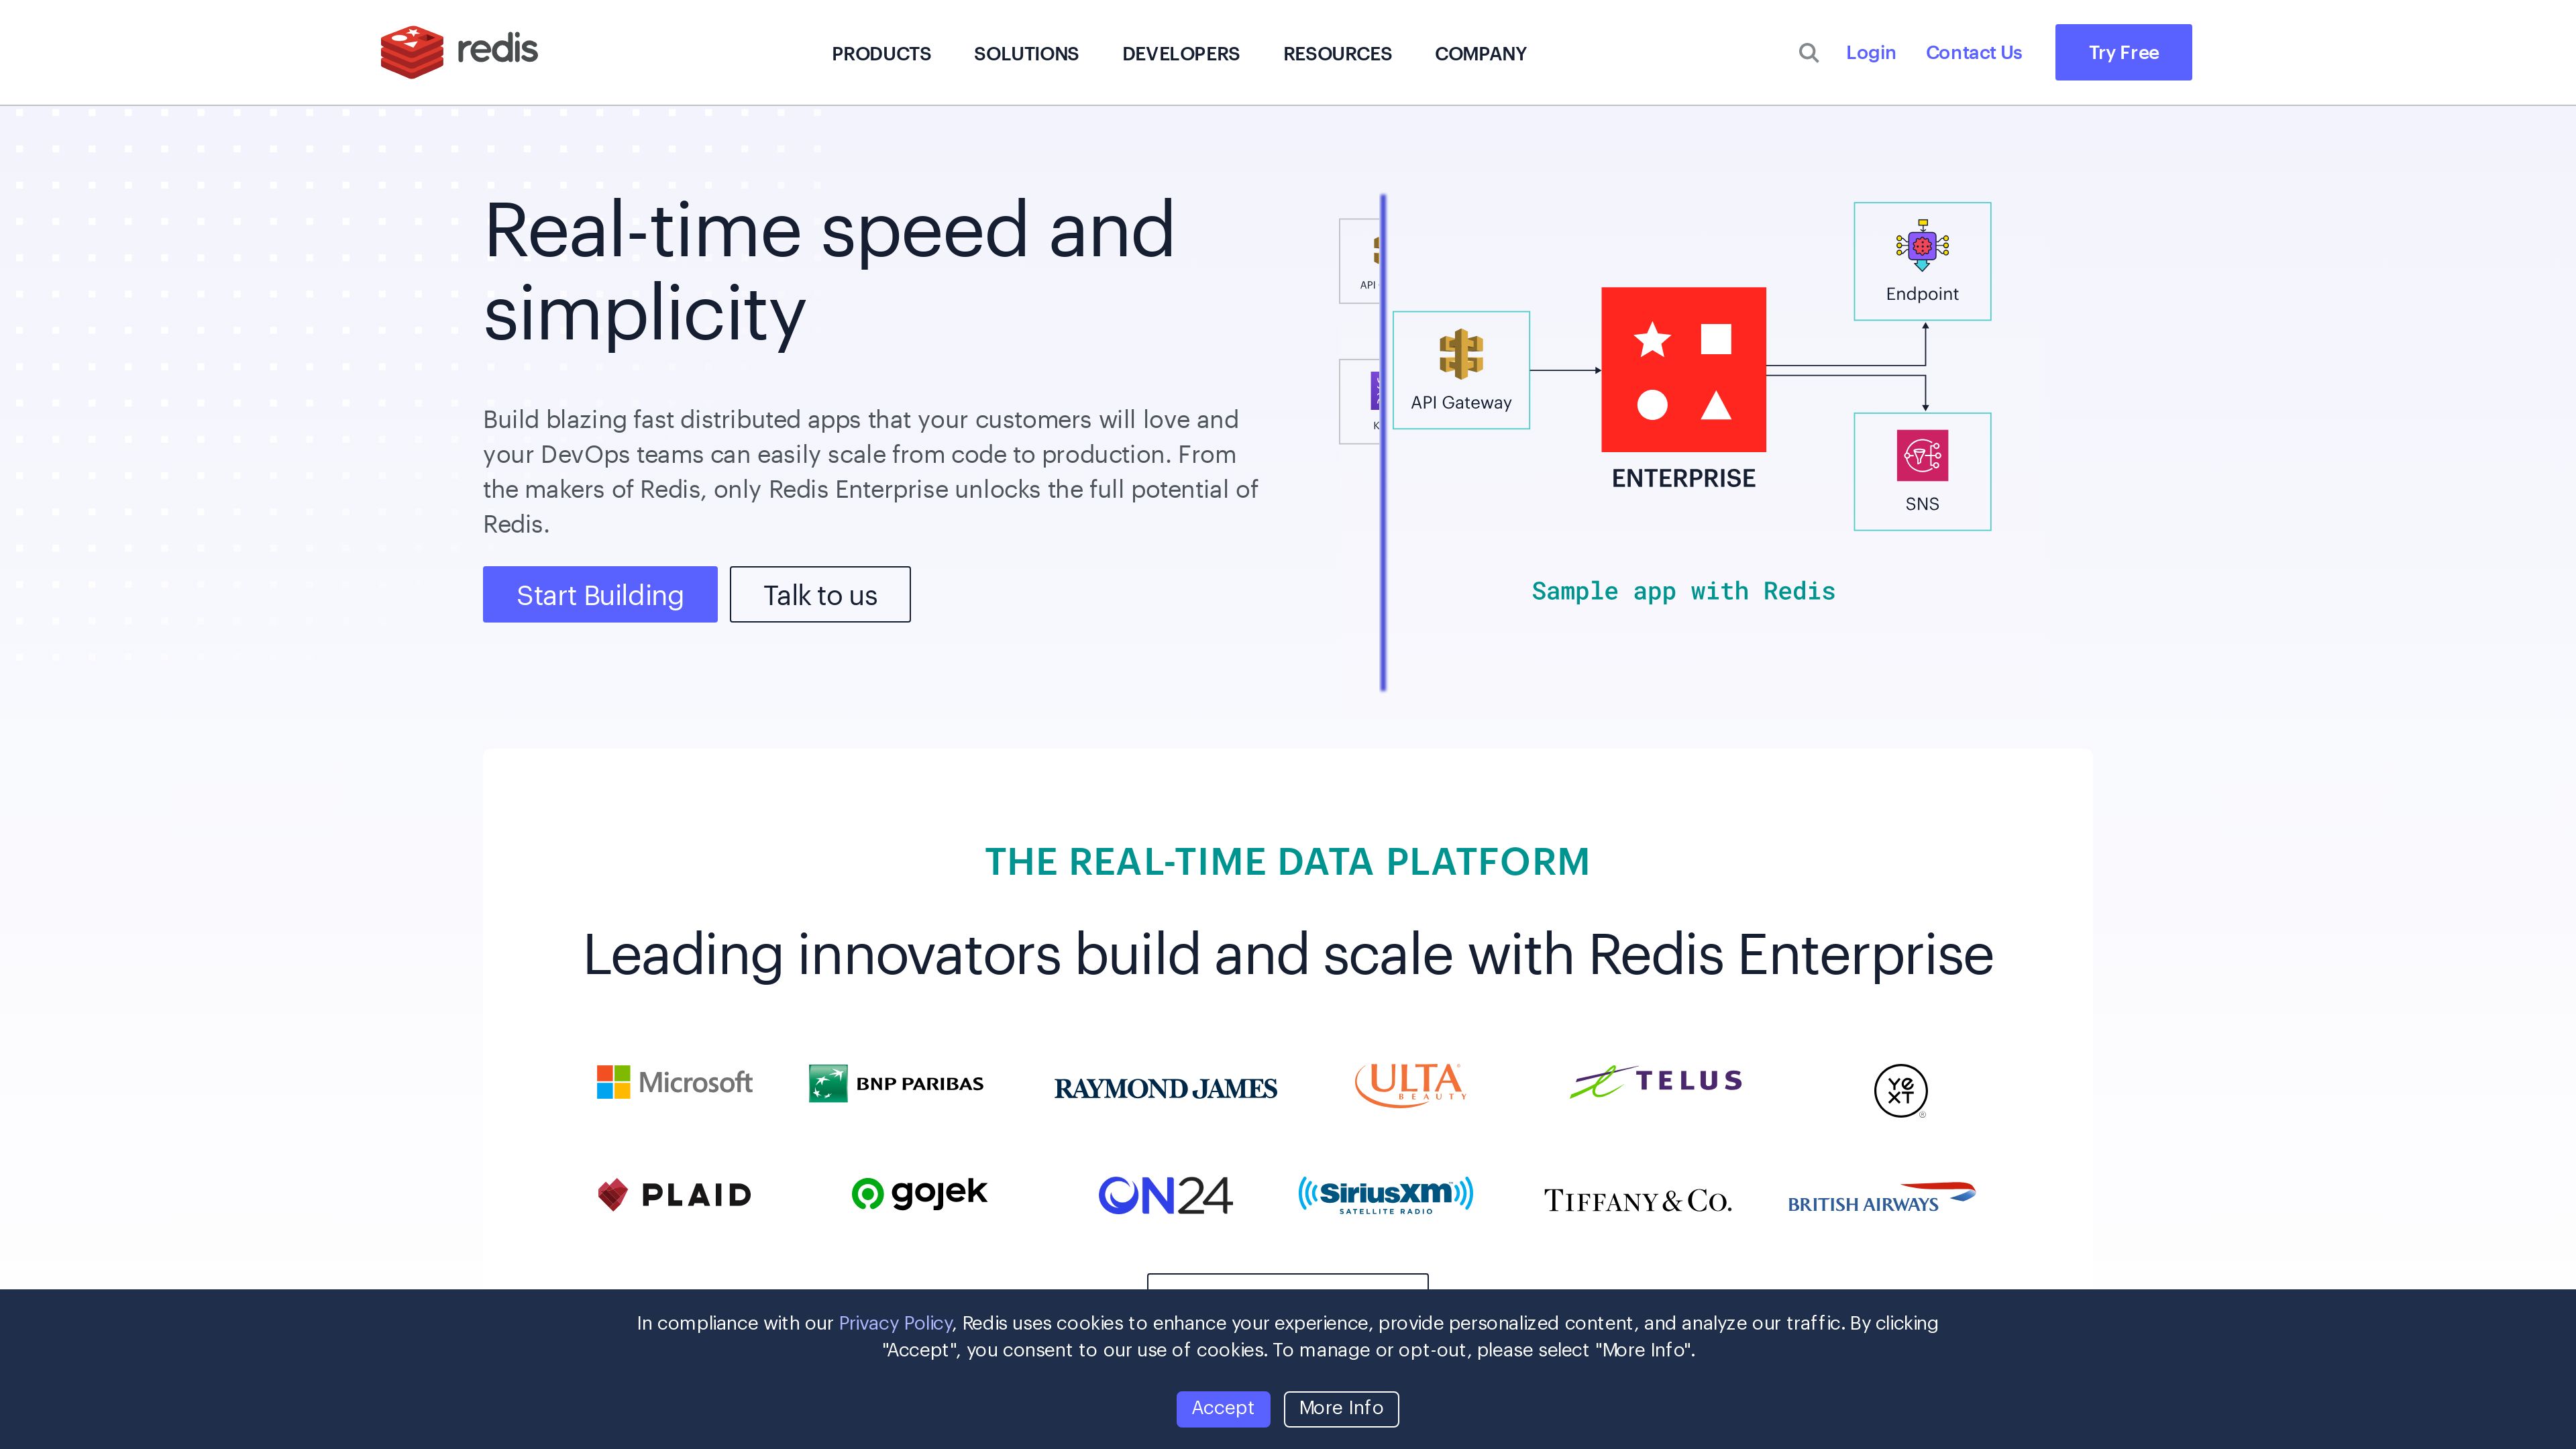 redis
PRODUCTS
SOLUTIONS
DEVELOPERS
RESOURCES
COMPANY
Login
Contact Us
Try Free
Real-time speed and
simplicity
Build blazing fast distributed apps that your customers will love and
your DevOps teams can easily scale from code to production. From
the makers of Redis, only Redis Enterprise unlocks the full potential of
Redis.
Start Building
Talk to us
API
K
API Gateway
ENTERPRISE
Endpoint
SNS
Sample app with Redis
THE REAL-TIME DATA PLATFORM
Leading innovators build and scale with Redis Enterprise
Microsoft
BNP PARIBAS
RAYMOND JAMES
ULTA
BEAUTY
TELUS
YEXT
PLAID
gojek
ON24
SiriusXM
SATELLITE RADIO
TIFFANY & CO.
BRITISH AIRWAYS
In compliance with our Privacy Policy, Redis uses cookies to enhance your experience, provide personalized content, and analyze our traffic. By clicking
"Accept", you consent to our use of cookies. To manage or opt-out, please select "More Info".
Accept
More Info